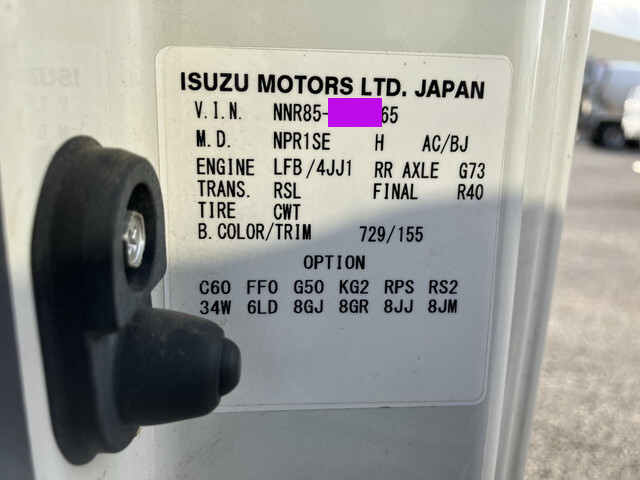 ISUZU MOTORS LTD. JAPAN
V.I.N. NNR85- 65
M.D. NPR1SE H AC/BJ
ENGINE LFB/4JJ1 RR AXLE G73
TRANS. RSL FINAL R40
TIRE CWT
B.COLOR/TRIM 729/155
OPTION
C60 FF0 G50 KG2 RPS RS2
34W 6LD 8GJ 8GR 8JJ 8JM